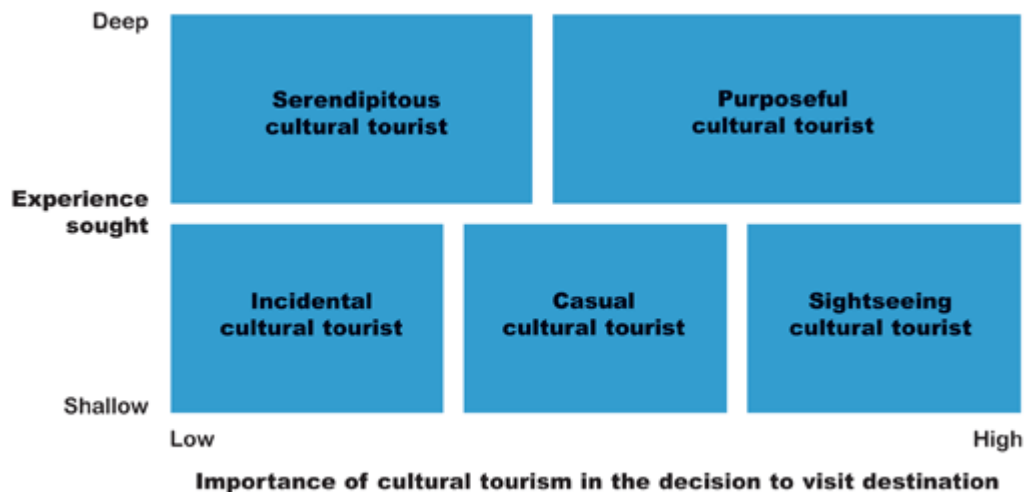 Deep
Serendipitous
cultural tourist
Purposeful
cultural tourist
Experience
sought
Incidental
cultural tourist
Casual
cultural tourist
Sightseeing
cultural tourist
Shallow
Low
High
Importance of cultural tourism in the decision to visit destination